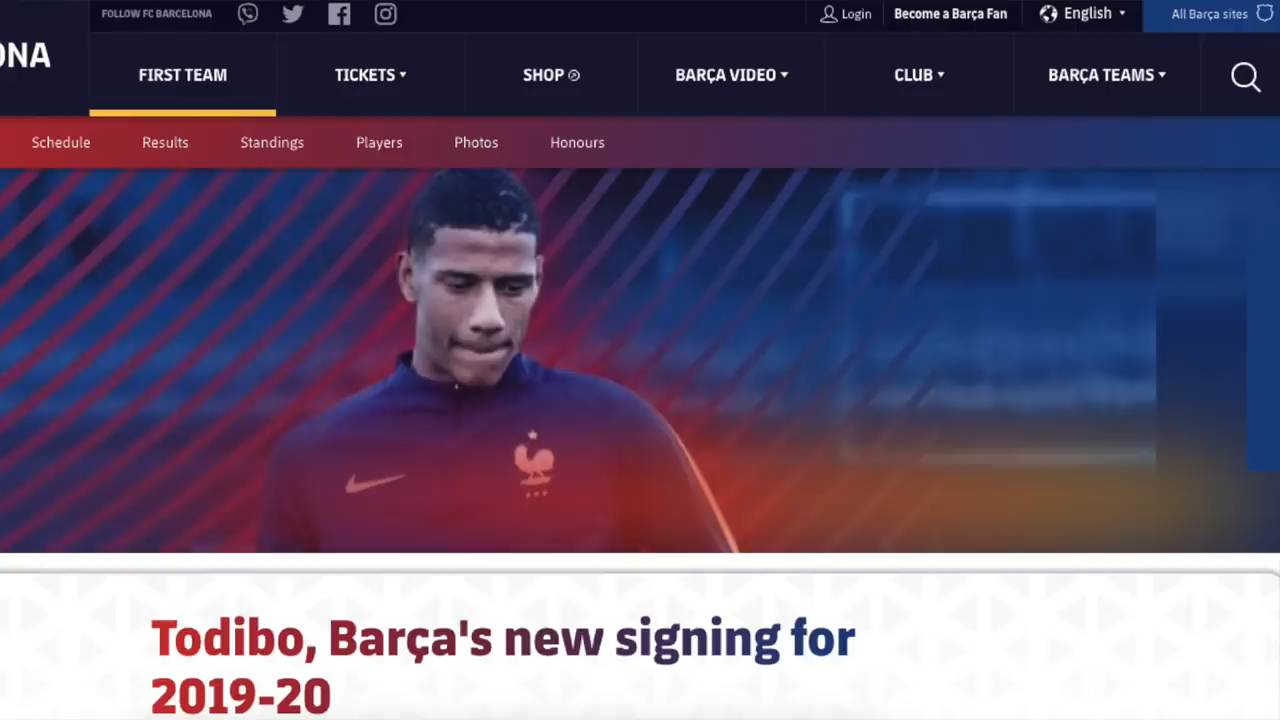 FOLLOW FC BARCELONA
Login
Become a Barça Fan
English
All Barça sites
ONA
FIRST TEAM
TICKETS
SHOP
BARÇA VIDEO
CLUB
BARÇA TEAMS
Schedule
Results
Standings
Players
Photos
Honours
Todibo, Barça's new signing for
2019-20